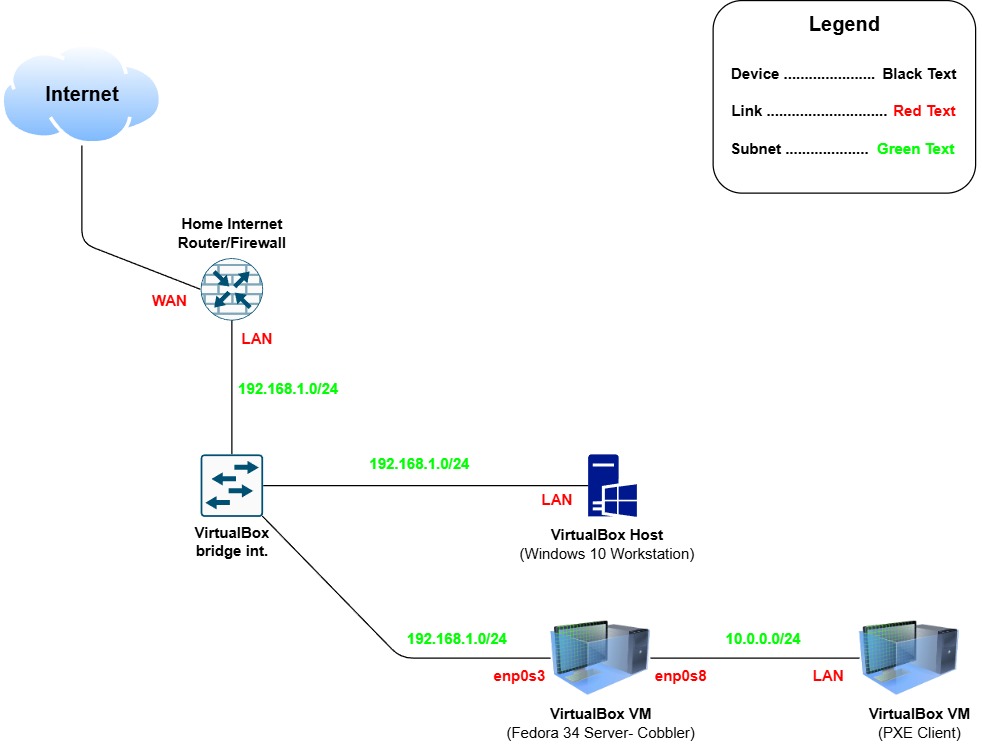 Legend
Device ...................... Black Text
Link ............................. Red Text
Subnet .................... Green Text
Internet
Home Internet
Router/Firewall
WAN
LAN
192.168.1.0/24
192.168.1.0/24
LAN
VirtualBox
bridge int.
VirtualBox Host
(Windows 10 Workstation)
192.168.1.0/24
10.0.0.0/24
enp0s3
enp0s8
LAN
VirtualBox VM
(Fedora 34 Server- Cobbler)
VirtualBox VM
(PXE Client)